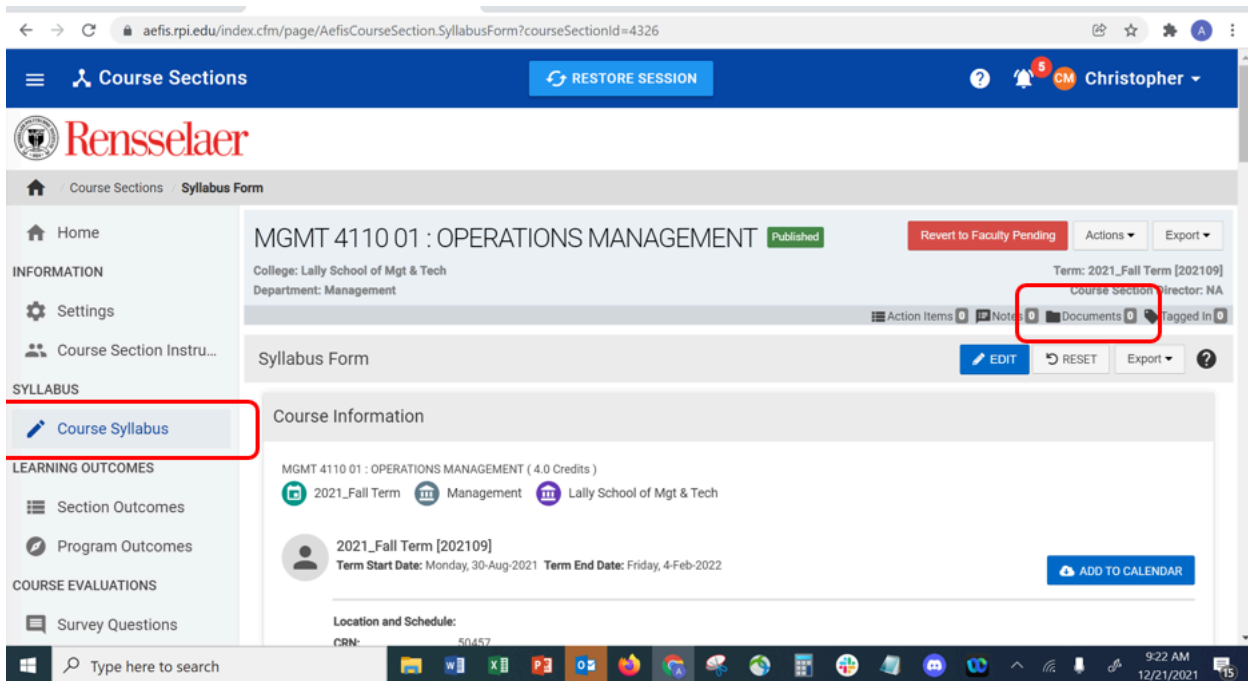 aefis.rpi.edu/index.cfm/page/AefisCourseSection.SyllabusForm?courseSectionId=4326
A
Course Sections
RESTORE SESSION
?
5
CM
Christopher
Rensselaer
/ Course Sections / Syllabus Form
Home
INFORMATION
Settings
Course Section Instru...
SYLLABUS
Course Syllabus
LEARNING OUTCOMES
Section Outcomes
Program Outcomes
COURSE EVALUATIONS
Survey Questions
MGMT 4110 01 : OPERATIONS MANAGEMENT Published
Revert to Faculty Pending Actions Export
College: Lally School of Mgt & Tech
Term: 2021_Fall Term [202109]
Department: Management
Course Section Director: NA
Action Items 0 Notes 0 Documents 0 Tagged In 0
Syllabus Form
EDIT RESET Export ?
Course Information
MGMT 4110 01 : OPERATIONS MANAGEMENT ( 4.0 Credits )
2021_Fall Term Management Lally School of Mgt & Tech
2021_Fall Term [202109]
Term Start Date: Monday, 30-Aug-2021 Term End Date: Friday, 4-Feb-2022
ADD TO CALENDAR
Location and Schedule:
CRN: 50457
Type here to search
9:22 AM
12/21/2021
15